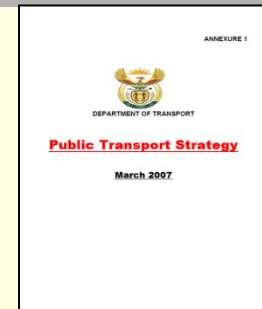 ANNEXURE 1
DEPARTMENT OF TRANSPORT
Public Transport Strategy
March 2007